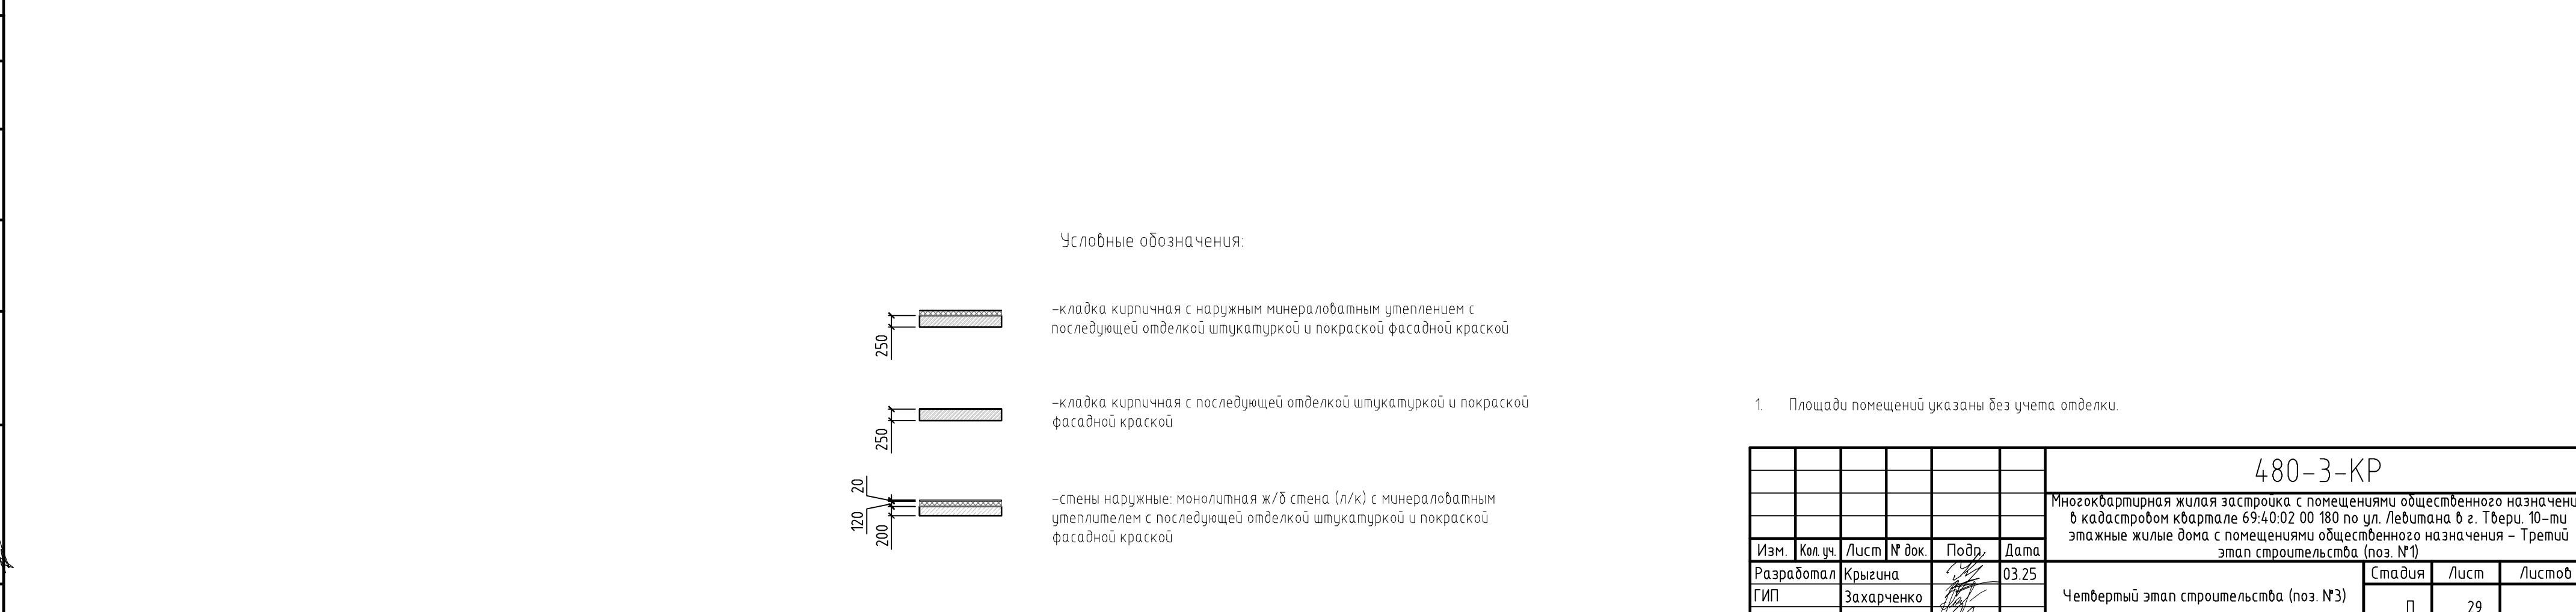 Условные обозначения:
250
-кладка кирпичная с наружным минераловатным утеплением с
последующей отделкой штукатуркой и покраской фасадной краской
250
-кладка кирпичная с последующей отделкой штукатуркой и покраской
фасадной краской
20
120
200
-стены наружные: монолитная ж/б стена (л/к) с минераловатным
утеплителем с последующей отделкой штукатуркой и покраской
фасадной краской
1. Площади помещений указаны без учета отделки.
480-3-КР
Многоквартирная жилая застройка с помещениями общественного
в кадастровом квартале 69:40:02 00 180 по ул. Левитана в г. Твери. 10-ти
этажные жилые дома с помещениями общественного назначения - Третий
этап строительства (поз. №1)
Изм. Кол. уч. Лист № док. Подп. Дата
Разработал Крыгина 03.25
ГИП Захарченко
Четвертый этап строительства (поз. №3)
Стадия Лист Листов
П 29